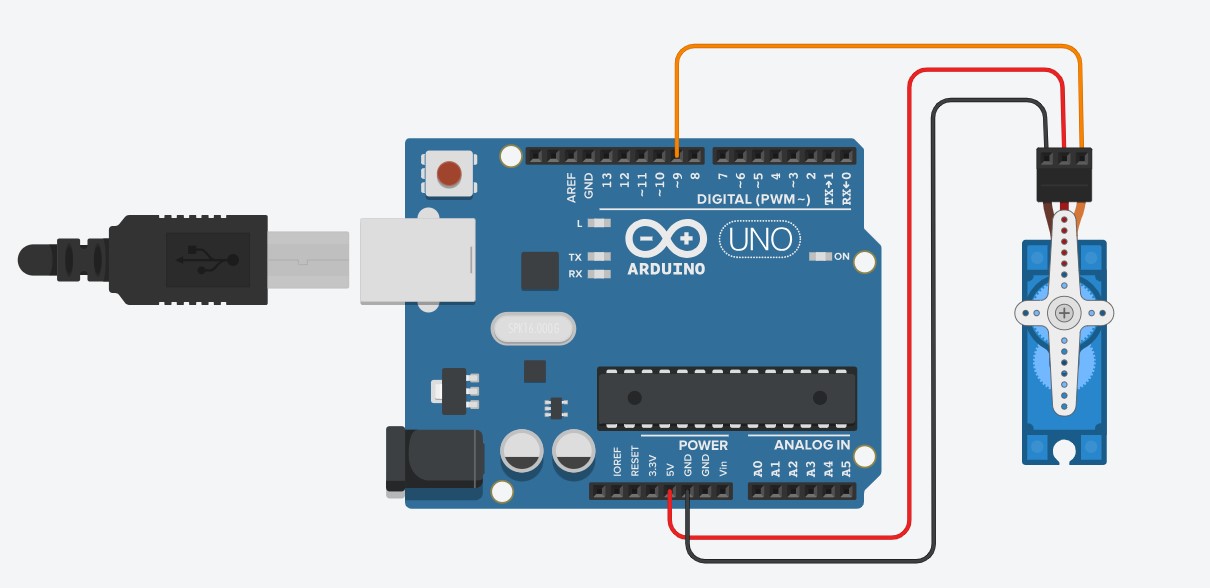 AREF
GND
13
12
~11
~10
~9
8
7
~6
~5
4
~3
2
TX→1
RX←0
DIGITAL (PWM~)
L
TX
RX
UNO
ON
ARDUINO
SPK16.000G
POWER
ANALOG IN
IOREF
RESET
3.3V
5V
GND
GND
Vin
A0
A1
A2
A3
A4
A5